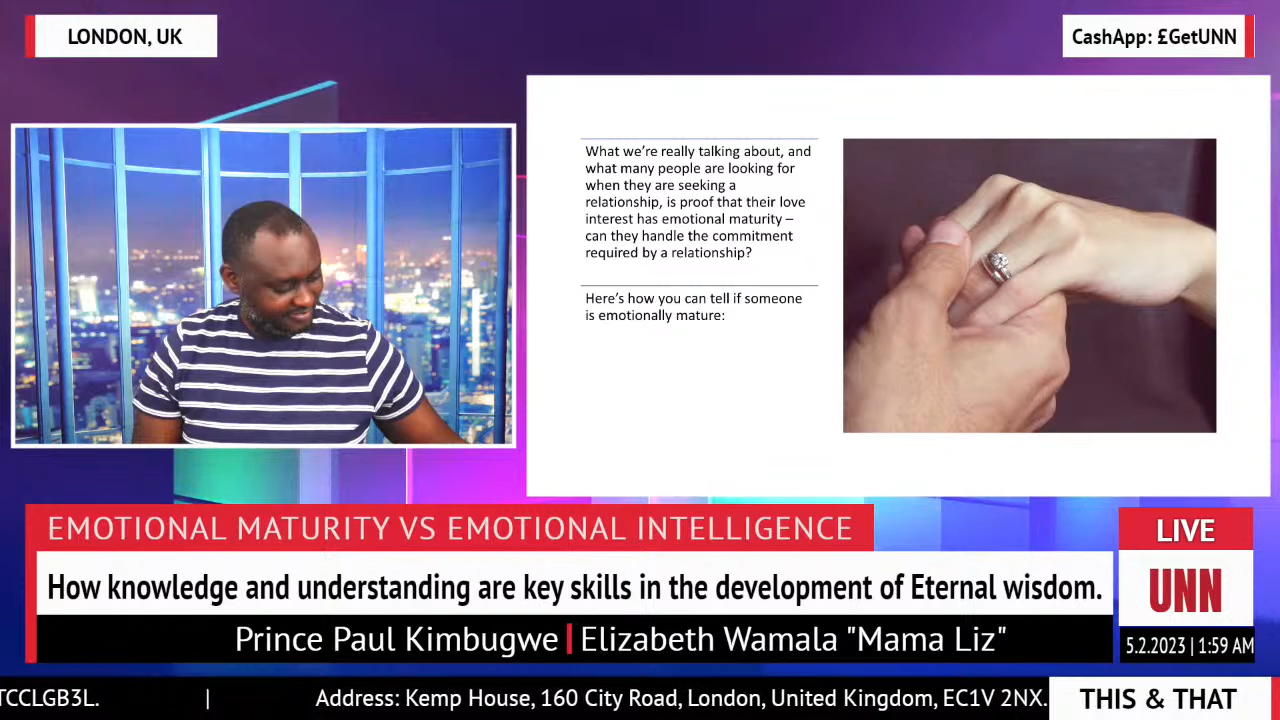 LONDON, UK
CashApp: £GetUNN
What we're really talking about, and
what many people are looking for
when they are seeking a
relationship, is proof that their love
interest has emotional maturity –
can they handle the commitment
required by a relationship?
Here's how you can tell if someone
is emotionally mature:
EMOTIONAL MATURITY VS EMOTIONAL INTELLIGENCE
How knowledge and understanding are key skills in the development of Eternal wisdom.
Prince Paul Kimbugwe | Elizabeth Wamala "Mama Liz"
LIVE
UNN
5.2.2023 | 1:59 AM
TCCLGB3L. | Address: Kemp House, 160 City Road, London, United Kingdom, EC1V 2NX.
THIS & THAT